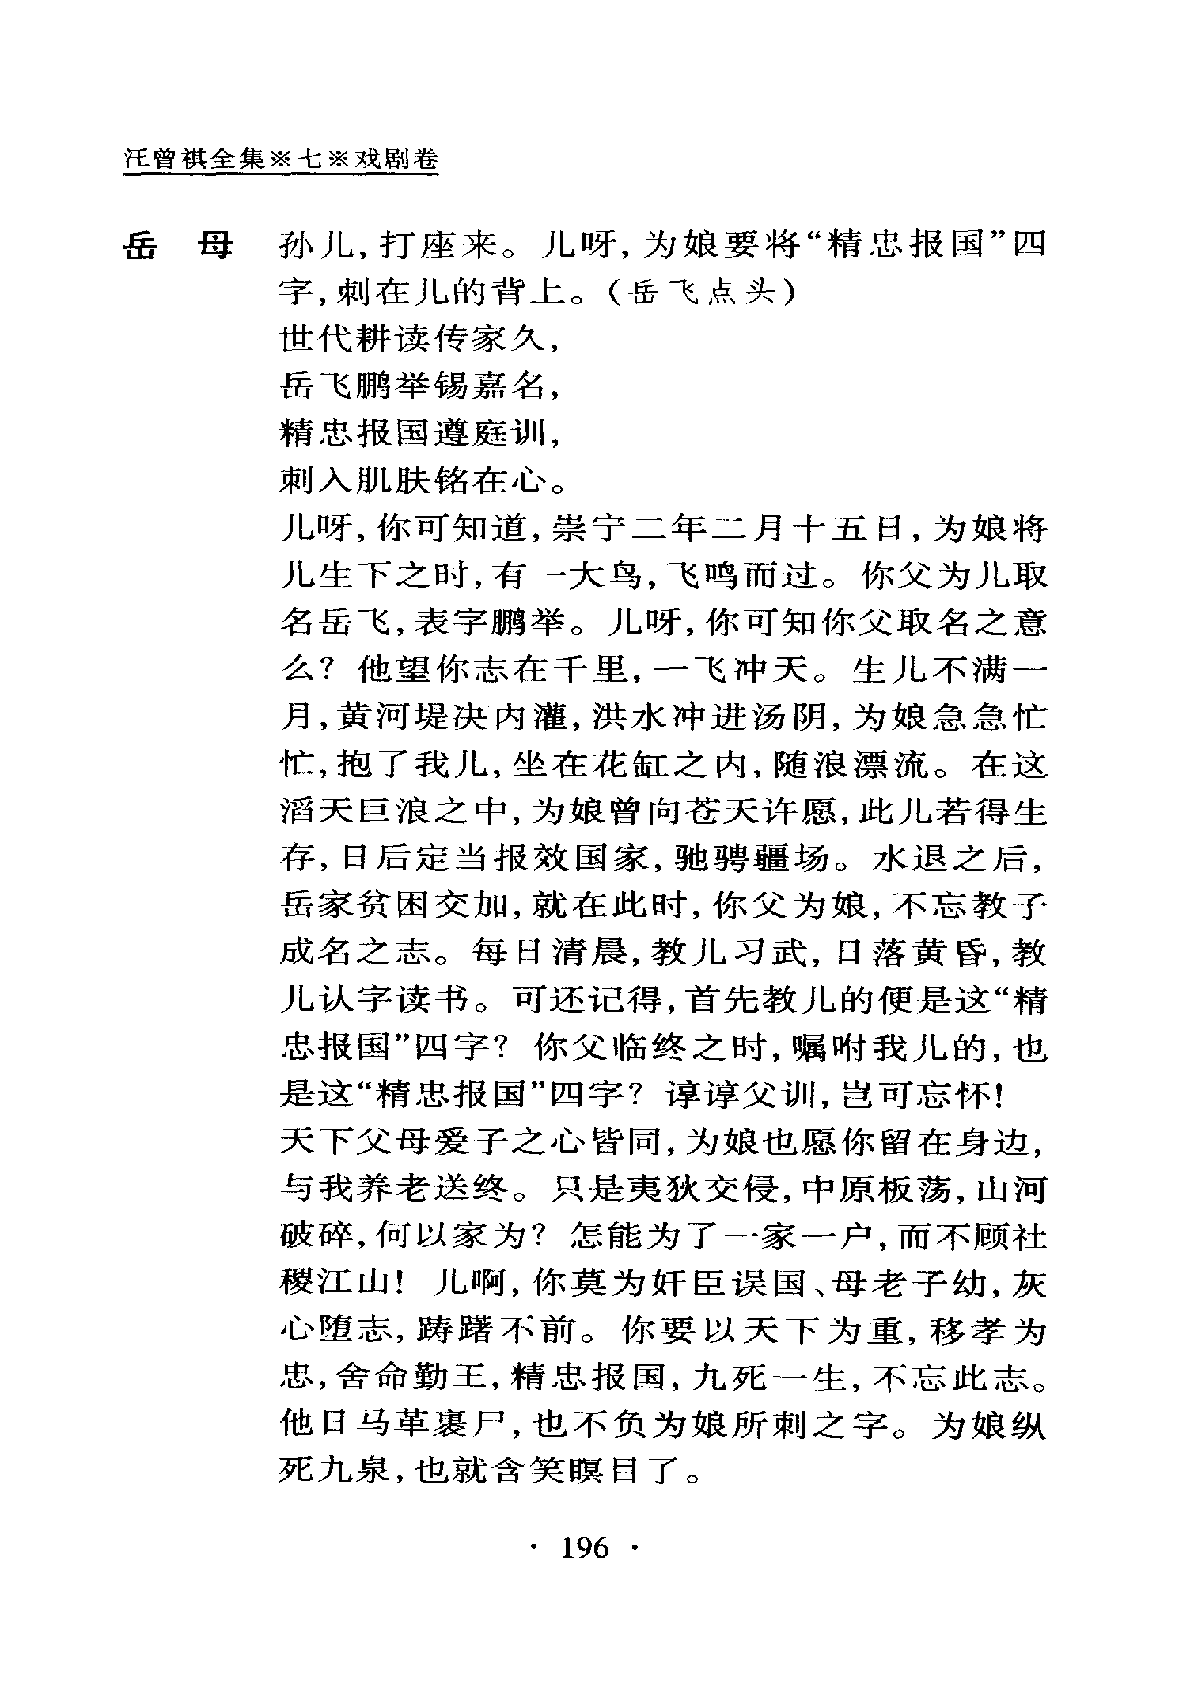 汪曾祺全集※七※戏剧卷
岳　母　孙儿,打座来。儿呀,为娘要将“精忠报国”四
字,刺在儿的背上。(岳飞点头)
世代耕读传家久,
岳飞鹏举锡嘉名,
精忠报国遵庭训,
刺入肌肤铭在心。
儿呀,你可知道,崇宁二年二月十五日,为娘将
儿生下之时,有一大鸟,飞鸣而过。你父为儿取
名岳飞,表字鹏举。儿呀,你可知你父取名之意
么?他望你志在千里,一飞冲天。生儿不满一
月,黄河堤决内灌,洪水冲进汤阴,为娘急急忙
忙,抱了我儿,坐在花缸之内,随浪漂流。在这
滔天巨浪之中,为娘曾向苍天许愿,此儿若得生
存,日后定当报效国家,驰骋疆场。水退之后,
岳家贫困交加,就在此时,你父为娘,不忘教子
成名之志。每日清晨,教儿习武,日落黄昏,教
儿认字读书。可还记得,首先教儿的便是这“精
忠报国”四字?你父临终之时,嘱咐我儿的,也
是这“精忠报国”四字?谆谆父训,岂可忘怀!
天下父母爱子之心皆同,为娘也愿你留在身边,
与我养老送终。只是夷狄交侵,中原板荡,山河
破碎,何以家为?怎能为了一家一户,而不顾社
稷江山!儿啊,你莫为奸臣误国、母老子幼,灰
心堕志,踌躇不前。你要以天下为重,移孝为
忠,舍命勤王,精忠报国,九死一生,不忘此志。
他日马革裹尸,也不负为娘所刺之字。为娘纵
死九泉,也就含笑瞑目了。
· 196 ·